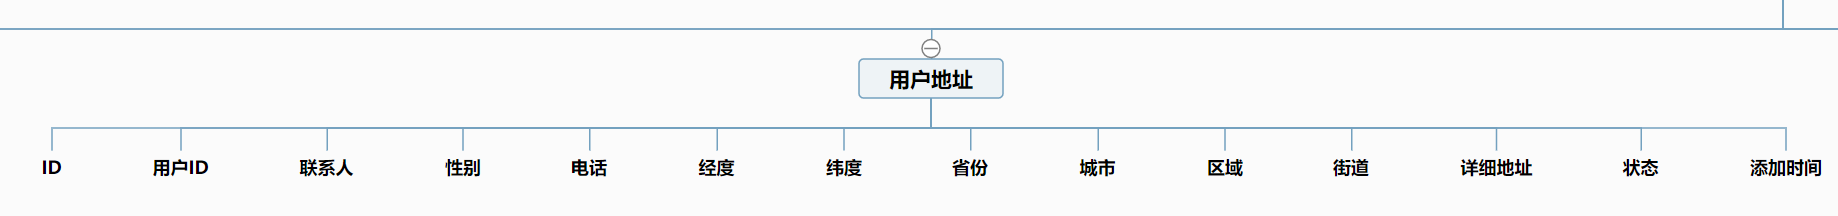 用户地址
ID 用户ID 联系人 性别 电话 经度 纬度 省份 城市 区域 街道 详细地址 状态 添加时间